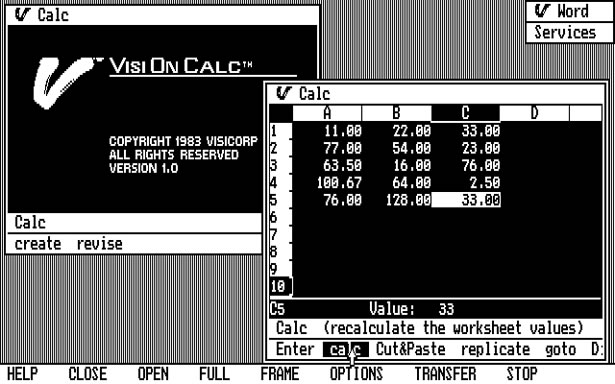 Calc
VISI ON CALC™
COPYRIGHT 1983 VISICORP
ALL RIGHTS RESERVED
VERSION 1.0
Calc
create revise
Word
Services
Calc
A B C D
1 11.00 22.00 33.00
2 77.00 54.00 23.00
3 63.50 16.00 76.00
4 100.67 64.00 2.50
5 76.00 128.00 33.00
6
7
8
9
10
C5 Value: 33
Calc (recalculate the worksheet values)
Enter calc Cut&Paste replicate goto D:
HELP CLOSE OPEN FULL FRAME OPTIONS TRANSFER STOP